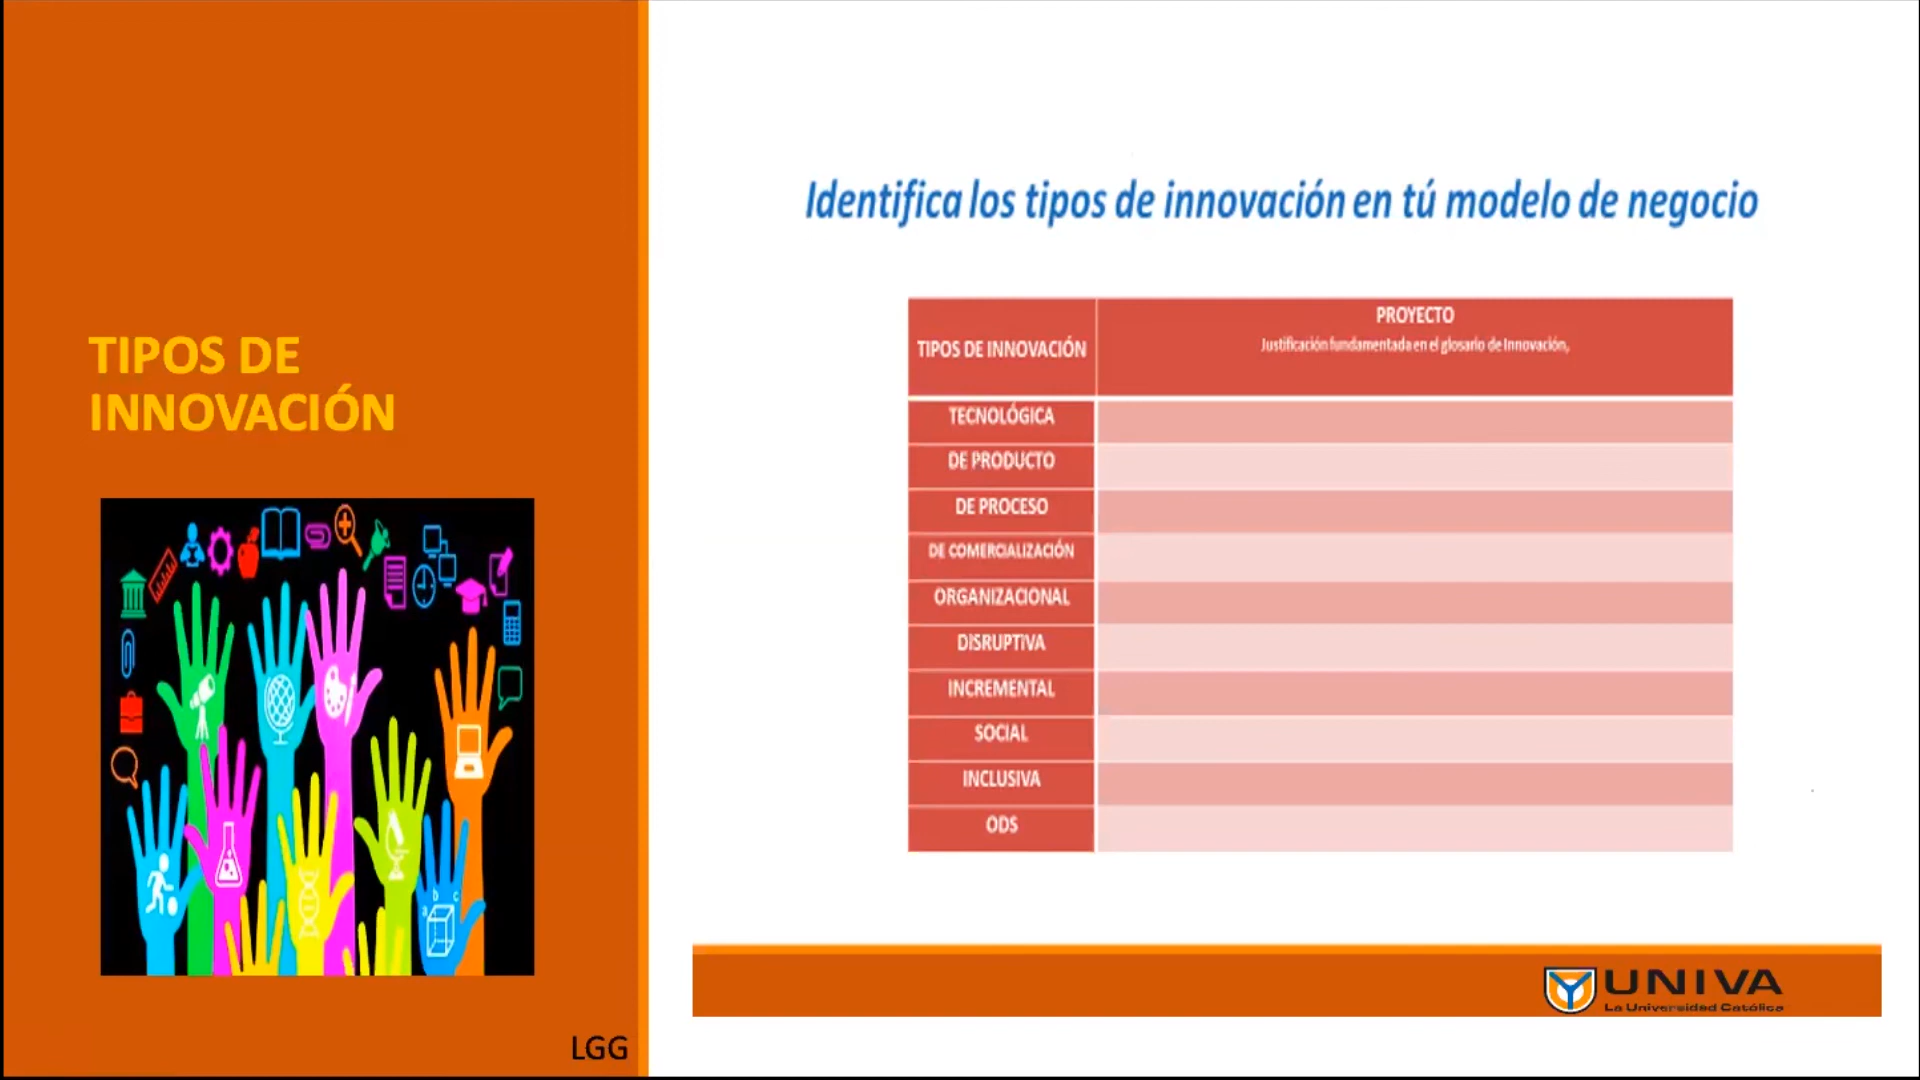 TIPOS DE
INNOVACIÓN
LGG
Identifica los tipos de innovación en tú modelo de negocio
TIPOS DE INNOVACIÓN
PROYECTO
Justificación fundamentada en el glosario de Innovación,
TECNOLÓGICA
DE PRODUCTO
DE PROCESO
DE COMERCIALIZACIÓN
ORGANIZACIONAL
DISRUPTIVA
INCREMENTAL
SOCIAL
INCLUSIVA
ODS
UNIVA
La Universidad Católica
a b c